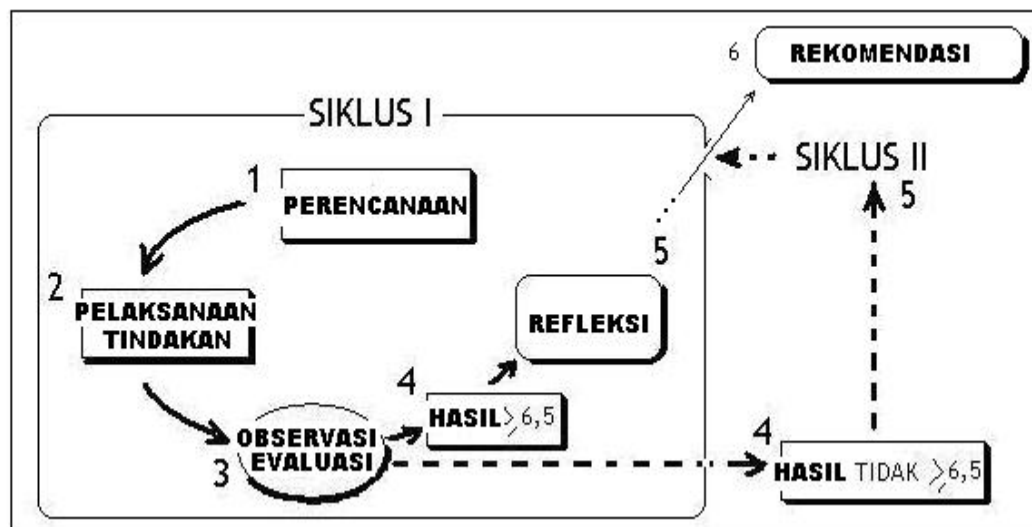 6 REKOMENDASI
SIKLUS I
SIKLUS II
1
PERENCANAAN
5
5
2
PELAKSANAAN
TINDAKAN
REFLEKSI
4
HASIL ≥ 6,5
OBSERVASI
EVALUASI
3
4
HASIL TIDAK ≥ 6,5